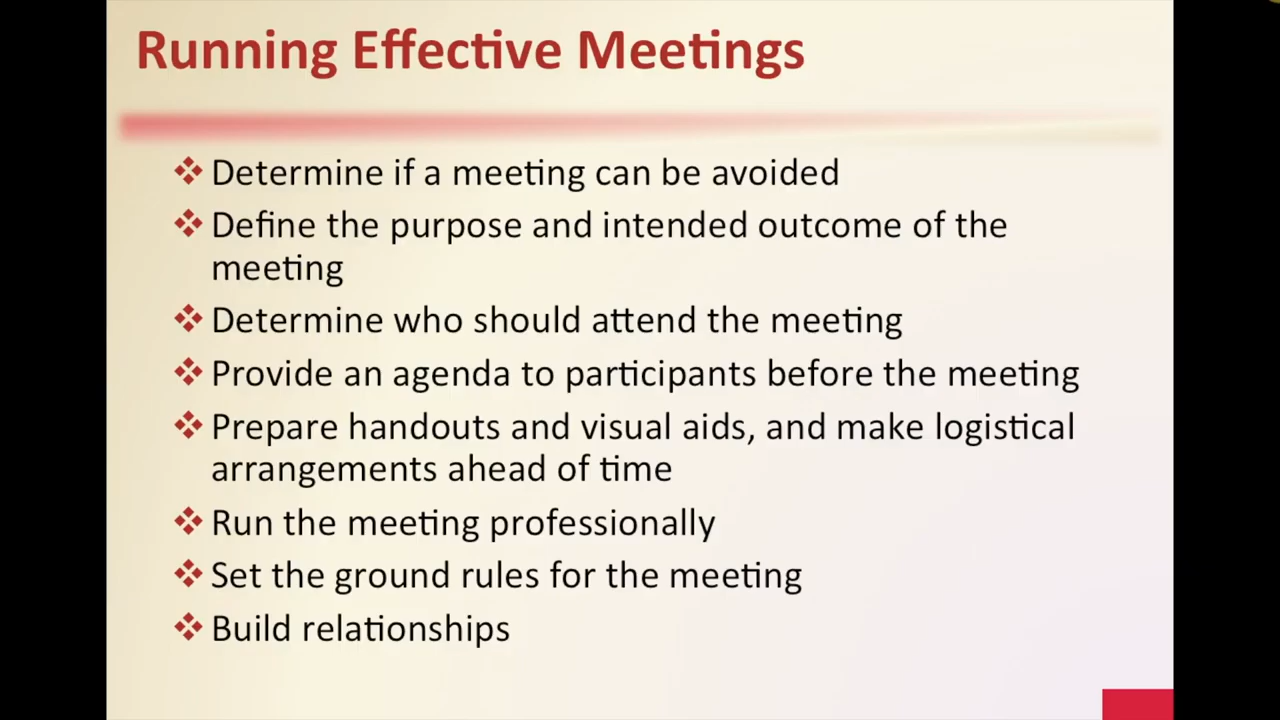 Running Effective Meetings
Determine if a meeting can be avoided
Define the purpose and intended outcome of the
meeting
Determine who should attend the meeting
Provide an agenda to participants before the meeting
Prepare handouts and visual aids, and make logistical
arrangements ahead of time
Run the meeting professionally
Set the ground rules for the meeting
Build relationships